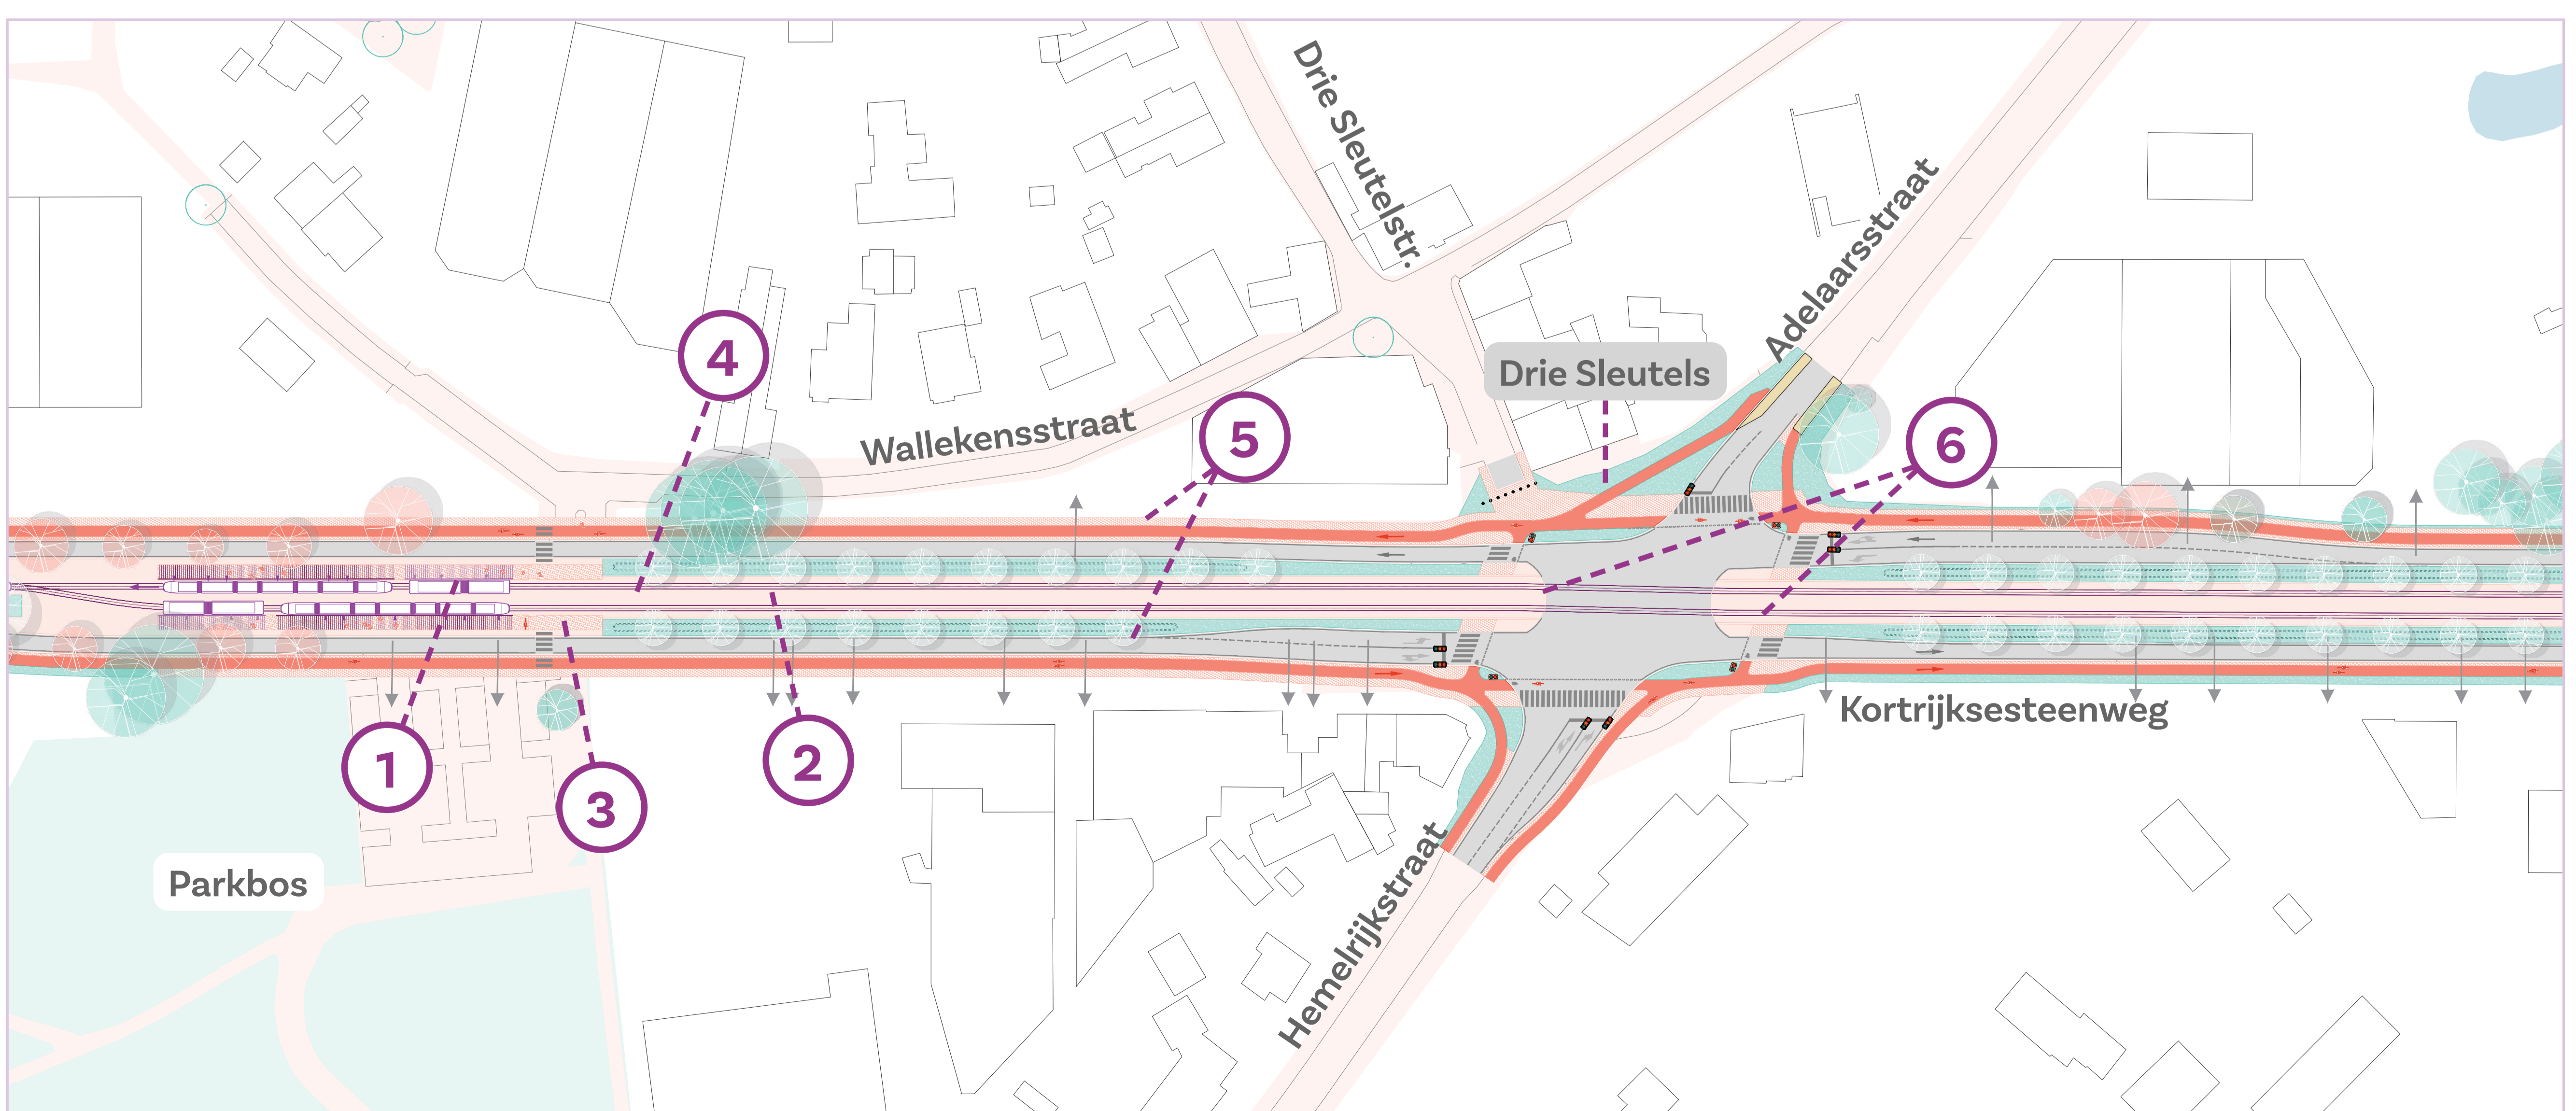 Drie Sleutelstr.
Adelaarsstraat
4
Drie Sleutels
Wallekensstraat
5
6
Kortrijksesteenweg
1
2
3
Parkbos
Hemelrijkstraat